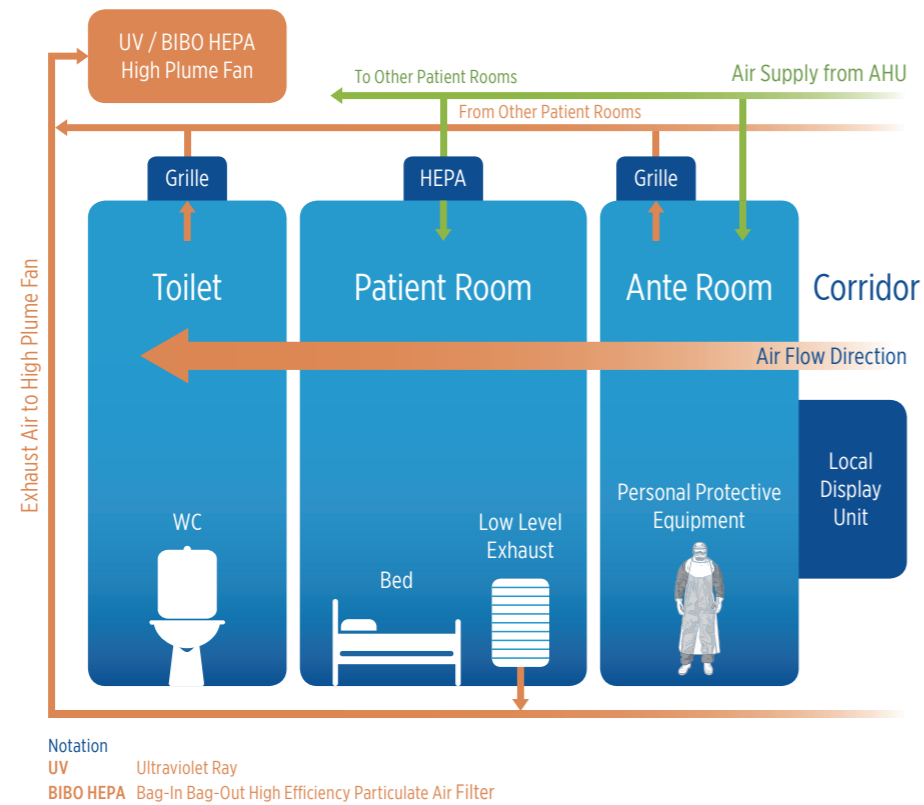 UV / BIBO HEPA
High Plume Fan
To Other Patient Rooms
Air Supply from AHU
From Other Patient Rooms
Grille
HEPA
Grille
Toilet
Patient Room
Ante Room
Corridor
Air Flow Direction
Exhaust Air to High Plume Fan
Local
Display
Unit
Personal Protective
Equipment
WC
Low Level
Exhaust
Bed
Notation
UV Ultraviolet Ray
BIBO HEPA Bag-In Bag-Out High Efficiency Particulate Air Filter